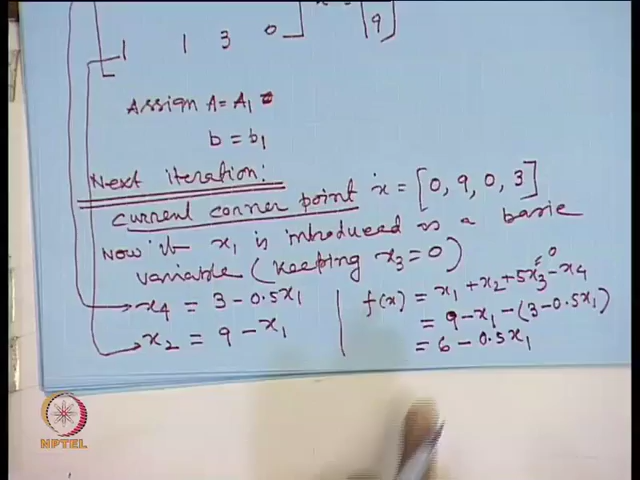 1 1 3 0 9
Assign A = A₁
b = b₁
Next iteration:
current corner point x = [0, 9, 0, 3]
Now if x₁ is introduced as a basic
variable (keeping x₃ = 0)
x₄ = 3 - 0.5x₁
x₂ = 9 - x₁
f(x) = x₁ + x₂ + 5x₃ - x₄
= 0
= 9 - x₁ - (3 - 0.5x₁)
= 6 - 0.5x₁
NPTEL